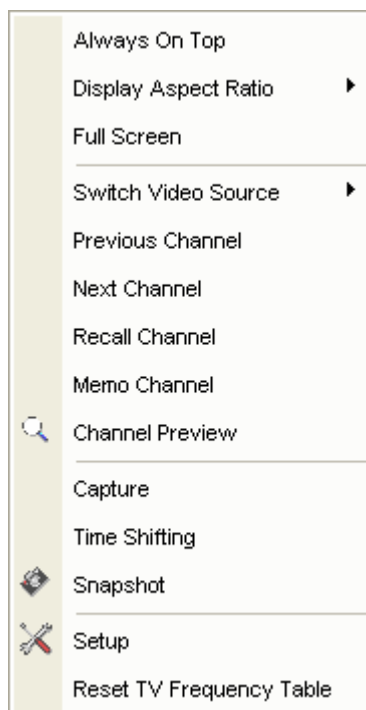 Always On Top
Display Aspect Ratio
Full Screen
Switch Video Source
Previous Channel
Next Channel
Recall Channel
Memo Channel
Channel Preview
Capture
Time Shifting
Snapshot
Setup
Reset TV Frequency Table